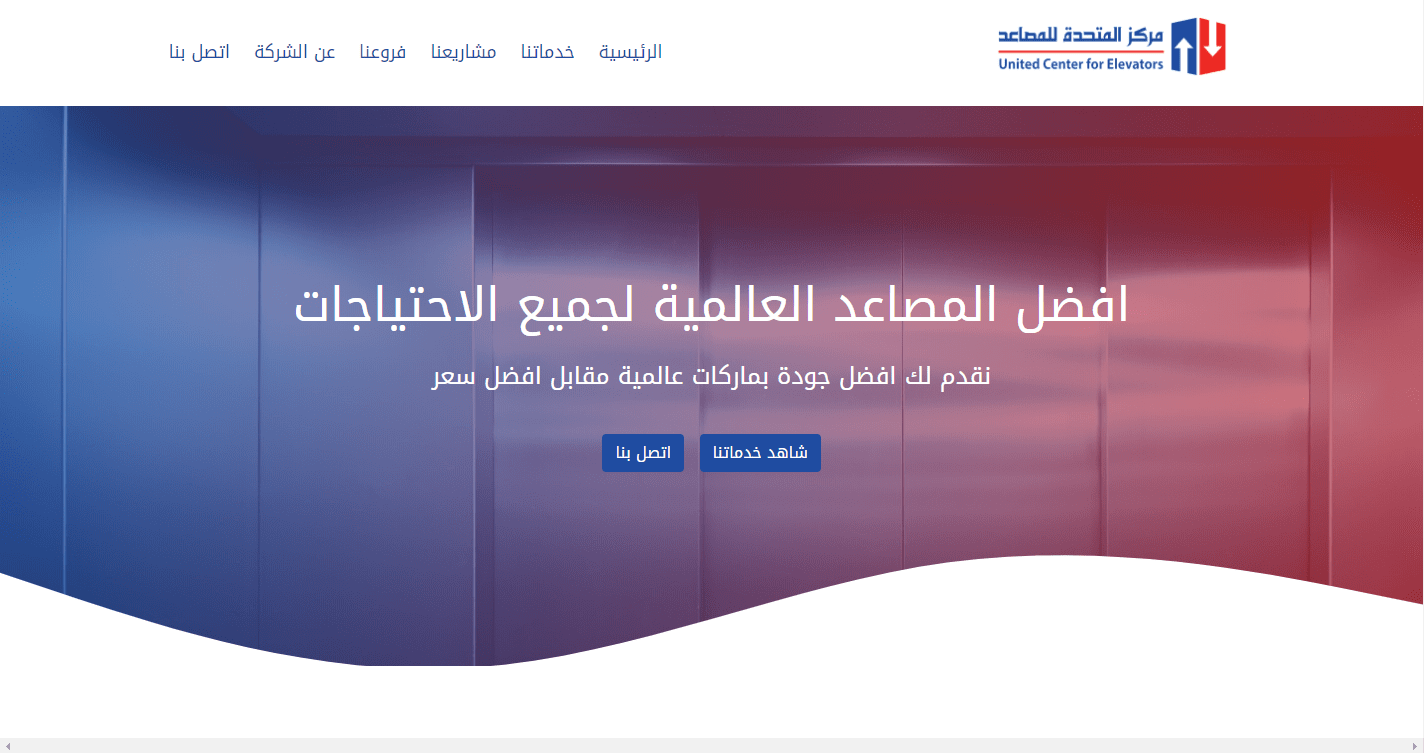 مركز المتحدة للمصاعد
United Center for Elevators
الرئيسية خدماتنا مشاريعنا فروعنا عن الشركة اتصل بنا
افضل المصاعد العالمية لجميع الاحتياجات
نقدم لك افضل جودة بماركات عالمية مقابل افضل سعر
شاهد خدماتنا اتصل بنا